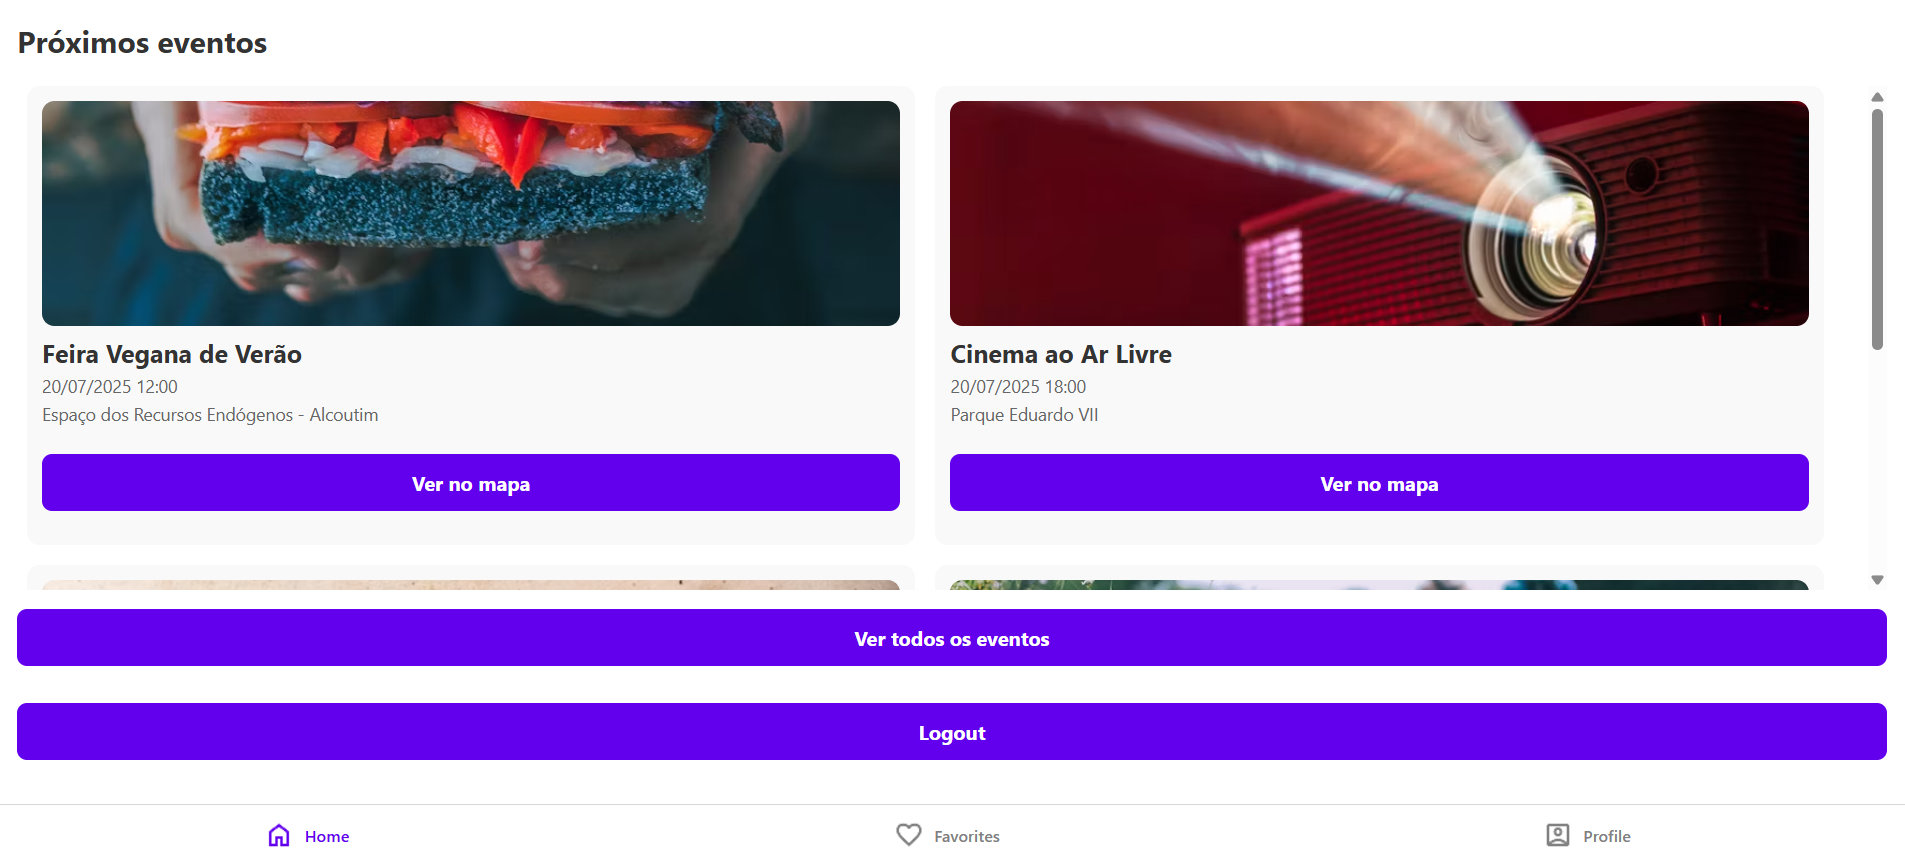 Próximos eventos
Feira Vegana de Verão
20/07/2025 12:00
Espaço dos Recursos Endógenos - Alcoutim
Ver no mapa
Cinema ao Ar Livre
20/07/2025 18:00
Parque Eduardo VII
Ver no mapa
Ver todos os eventos
Logout
Home
Favorites
Profile